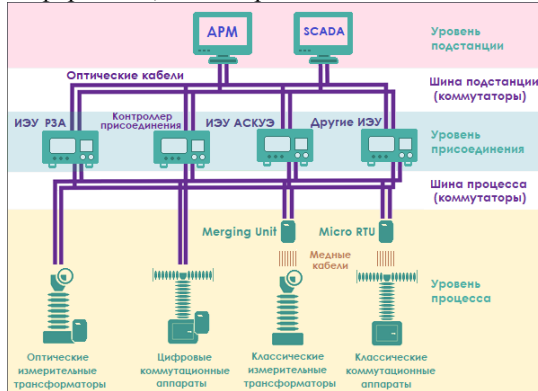 АРМ
SCADA
Уровень
подстанции
Оптические кабели
Шина подстанции
(коммутаторы)
ИЭУ РЗА
Контроллер
присоединения
ИЭУ АСКУЭ
Другие ИЭУ
Уровень
присоединения
Шина процесса
(коммутаторы)
Merging Unit
Micro RTU
Медные
кабели
Уровень
процесса
Оптические
измерительные
трансформаторы
Цифровые
коммутационные
аппараты
Классические
измерительные
трансформаторы
Классические
коммутационные
аппараты